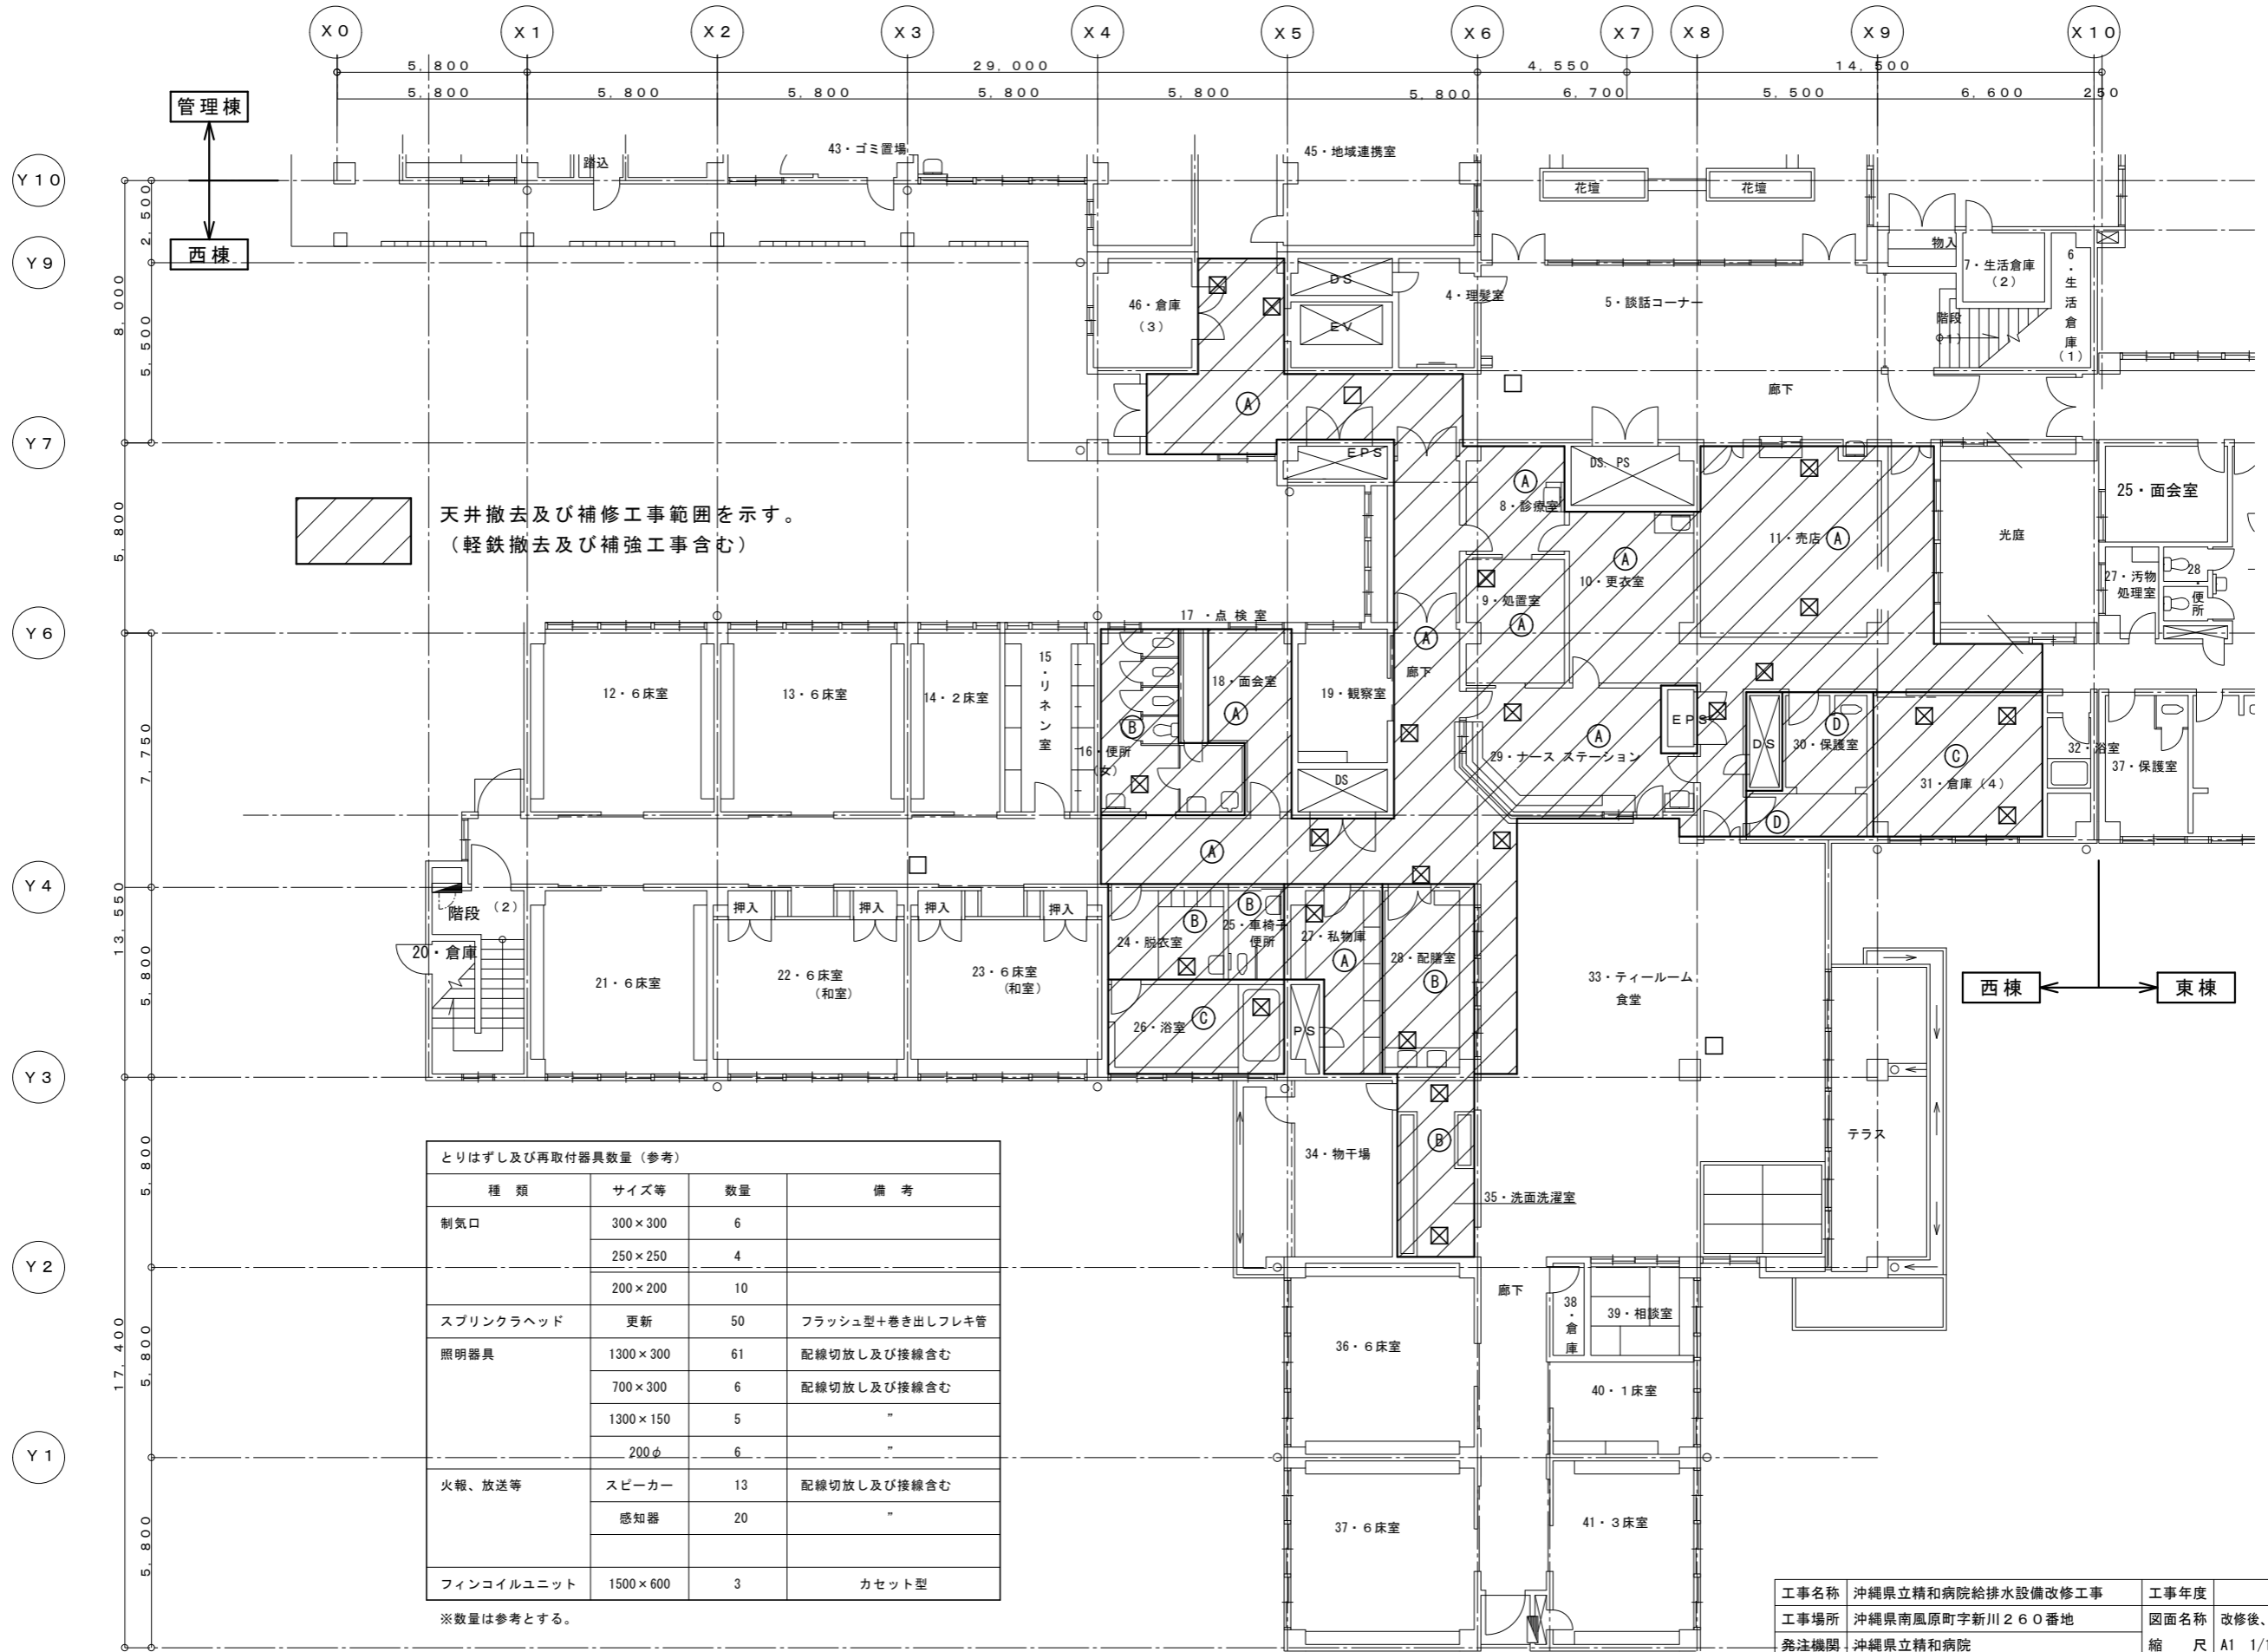 X0 X1 X2 X3 X4 X5 X6 X7 X8 X9 X10
5,800 29,000 4,550 14,500
5,800 5,800 5,800 5,800 5,800 5,800 6,700 5,500 6,600 250
管理棟
西棟
Y10
Y9
Y7
Y6
Y4
Y3
Y2
Y1
2,500
8,000
5,500
5,800
7,750
13,550
5,800
5,800
17,400
5,800
5,800
踏込
43・ゴミ置場
45・地域連携室
花壇
花壇
物入
7・生活倉庫
(2)
6・生活倉庫(1)
46・倉庫
(3)
DS
EV
4・理髪室
5・談話コーナー
階段
(1)
廊下
A
EPS
DS.PS
A
8・診療室
25・面会室
天井撤去及び補修工事範囲を示す。
(軽鉄撤去及び補強工事含む)
A
10・更衣室
11・売店 A
光庭
27・汚物
処理室
28・便所
9・処置室
A
17・点検室
A
廊下
12・6床室
13・6床室
14・2床室
15・リネン室
16・便所
(女)
B
18・面会室
A
19・観察室
DS
29・ナース ステーション
A
EPS
DS
D
30・保護室
D
C
31・倉庫(4)
32・浴室
37・保護室
A
階段(2)
20・倉庫
21・6床室
押入
押入
押入
押入
22・6床室
(和室)
23・6床室
(和室)
24・脱衣室
B
B
25・車椅子
便所
27・私物庫
A
28・配膳室
B
26・浴室
C
PS
33・ティールーム
食堂
西棟
東棟
テラス
34・物干場
B
35・洗面洗濯室
廊下
38・倉庫
39・相談室
36・6床室
40・1床室
37・6床室
41・3床室
とりはずし及び再取付器具数量(参考)
種 類 サイズ等 数量 備 考
制気口 300×300 6
250×250 4
200×200 10
スプリンクラヘッド 更新 50 フラッシュ型+巻き出しフレキ管
照明器具 1300×300 61 配線切放し及び接線含む
700×300 6 配線切放し及び接線含む
1300×150 5 〃
200φ 6 〃
火報、放送等 スピーカー 13 配線切放し及び接線含む
感知器 20 〃
フィンコイルユニット 1500×600 3 カセット型
※数量は参考とする。
工事名称 沖縄県立精和病院給排水設備改修工事 工事年度
工事場所 沖縄県南風原町字新川260番地 図面名称 改修後、
発注機関 沖縄県立精和病院 縮 尺 A1 1/